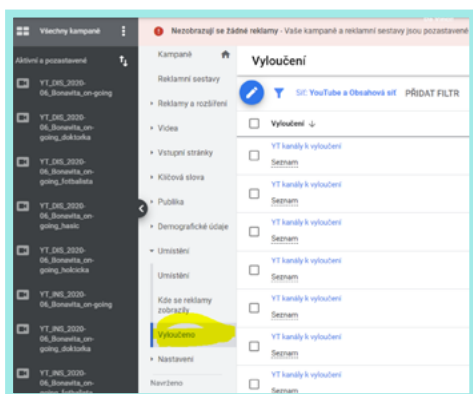 Všechny kampaně
Nezobrazují se žádné reklamy - Vaše kampaně a reklamní sestavy jsou pozastavené
Aktivní a pozastavené
YT_DIS_2020-
06_Bonavita_on-going
YT_DIS_2020-
06_Bonavita_on-
going_doktorka
YT_DIS_2020-
06_Bonavita_on-
going_fotbalista
YT_DIS_2020-
06_Bonavita_on-
going_hasic
YT_DIS_2020-
06_Bonavita_on-
going_holcicka
YT_INS_2020-
06_Bonavita_on-going
YT_INS_2020-
06_Bonavita_on-
going_doktorka
YT_INS_2020-
06_Bonavita_on-
going_fotbalista
Kampaně
Reklamní sestavy
Reklamy a rozšíření
Videa
Vstupní stránky
Klíčová slova
Publika
Demografické údaje
Umístění
Umístění
Kde se reklamy
zobrazily
Vyloučeno
Nastavení
Navrženo
Vyloučení
Síť: YouTube a Obsahová síť PŘIDAT FILTR
Vyloučení
YT kanály k vyloučení
Seznam
YT kanály k vyloučení
Seznam
YT kanály k vyloučení
Seznam
YT kanály k vyloučení
Seznam
YT kanály k vyloučení
Seznam
YT kanály k vyloučení
Seznam
YT kanály k vyloučení
Seznam